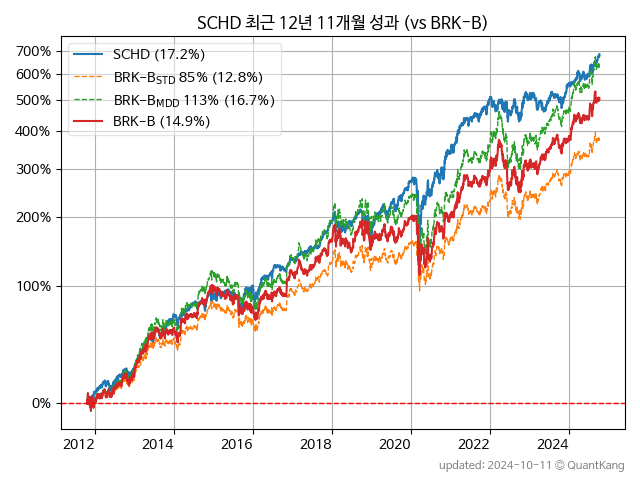 SCHD 최근 12년 11개월 성과 (vs BRK-B)
700%
600%
500%
400%
300%
200%
100%
0%
SCHD (17.2%)
BRK-BSTD 85% (12.8%)
BRK-BMDD 113% (16.7%)
BRK-B (14.9%)
2012 2014 2016 2018 2020 2022 2024
updated: 2024-10-11 © QuantKang